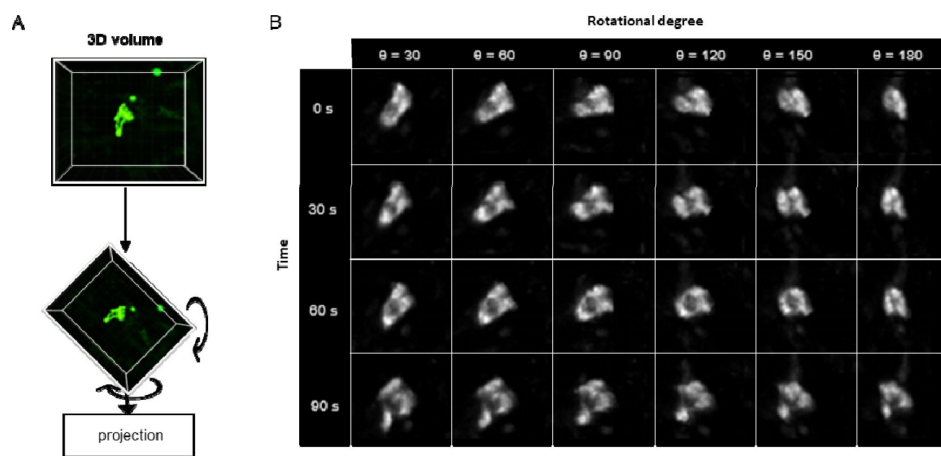 A
3D volume
projection
B
Rotational degree
θ = 30 θ = 60 θ = 90 θ = 120 θ = 150 θ = 180
Time
0 s
30 s
60 s
90 s